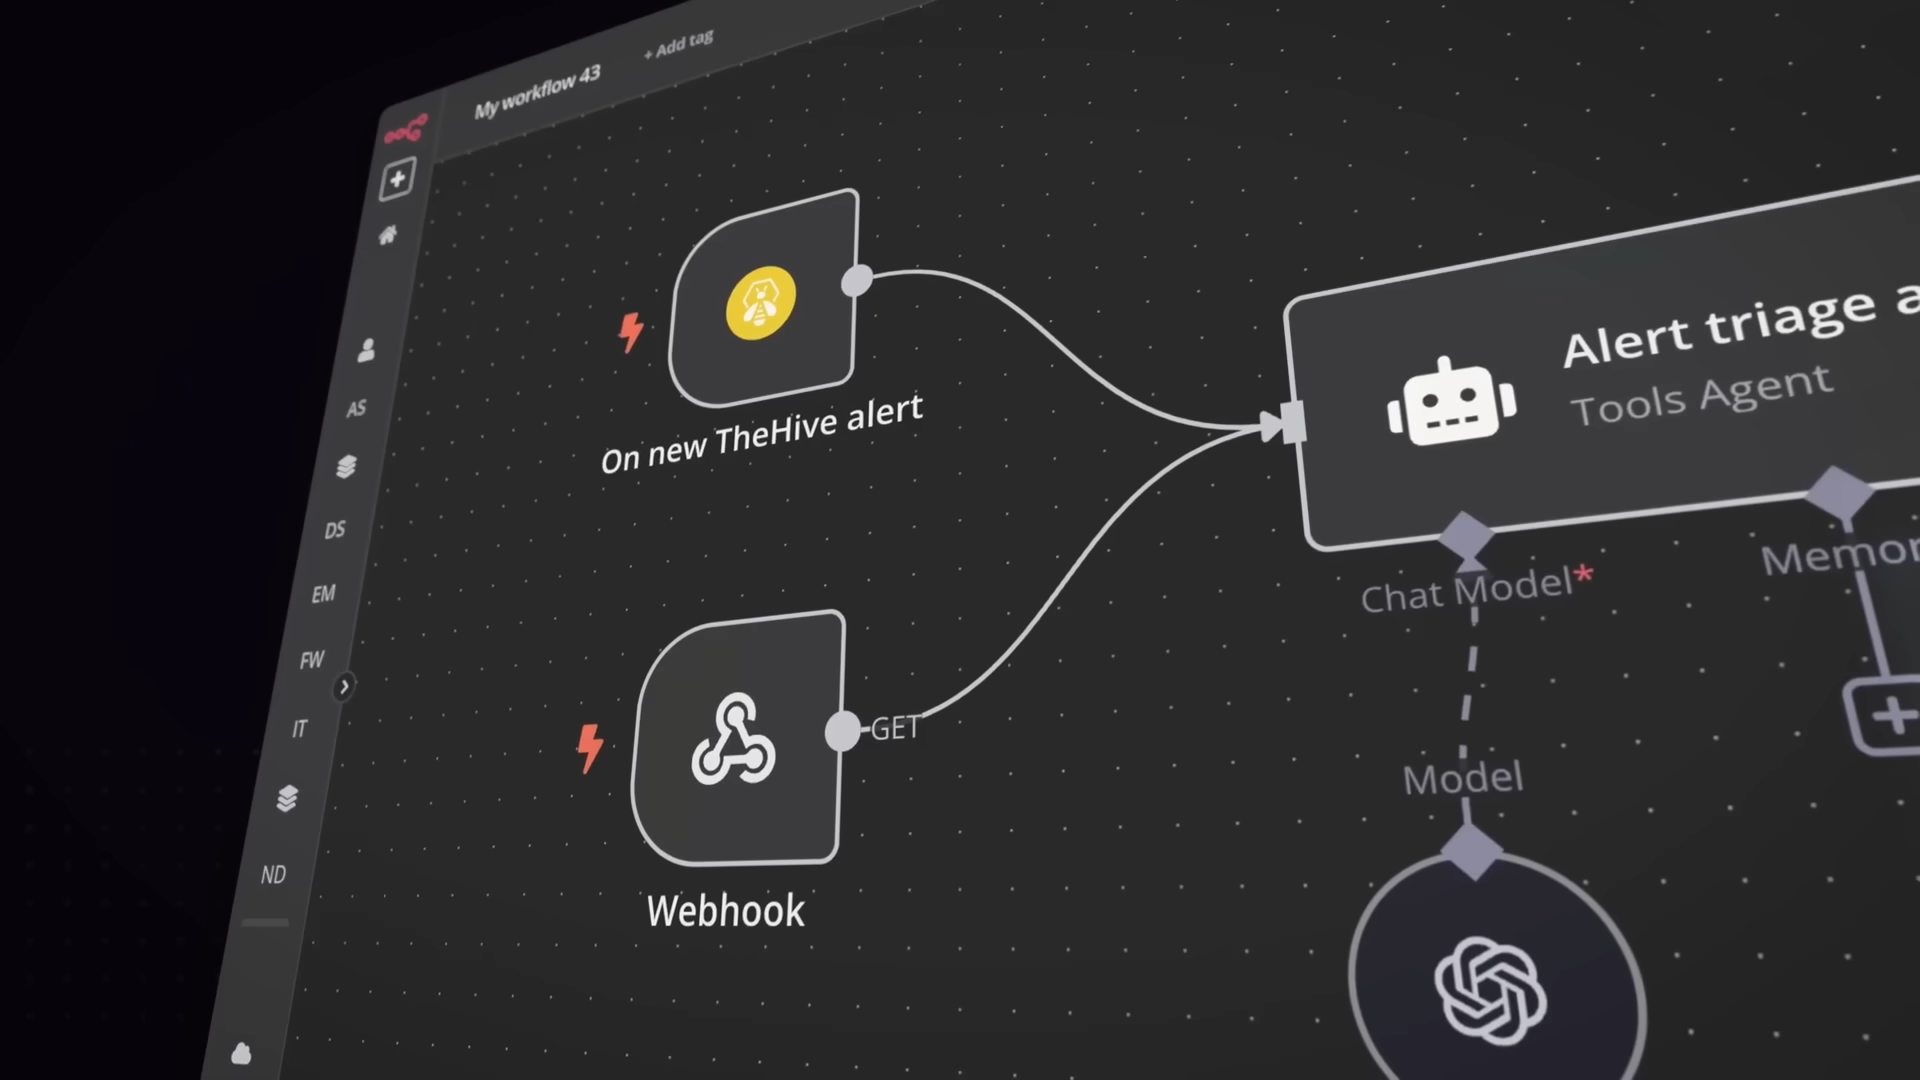 My workflow 43
+ Add tag
AS
DS
EM
FW
IT
ND
On new TheHive alert
Webhook
GET
Alert triage
Tools Agent
Chat Model*
Model